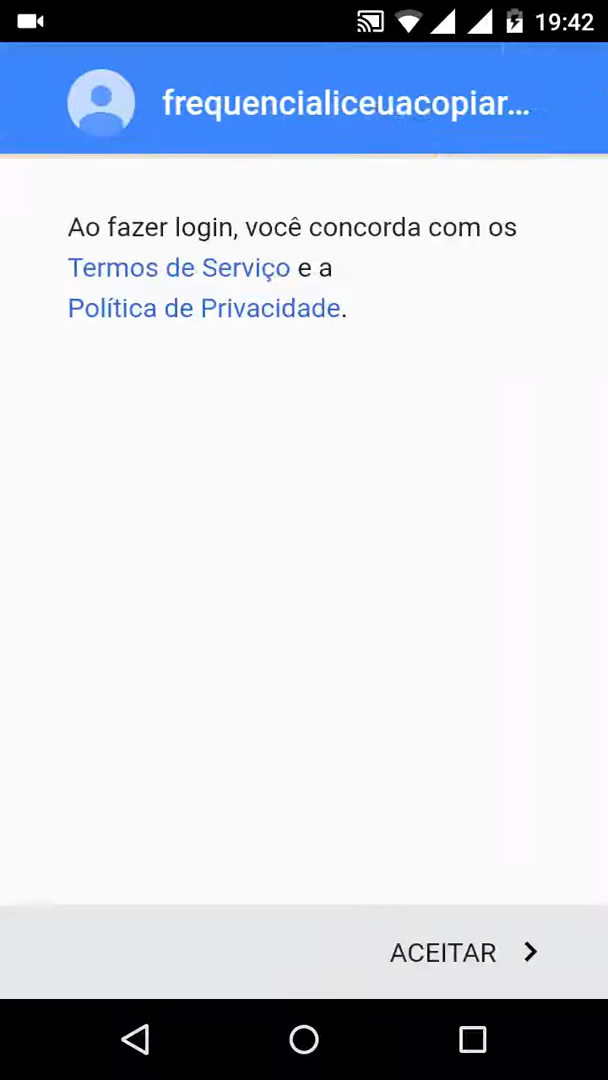 19:42
frequencialiceuacopiar...
Ao fazer login, você concorda com os
Termos de Serviço e a
Política de Privacidade.
ACEITAR